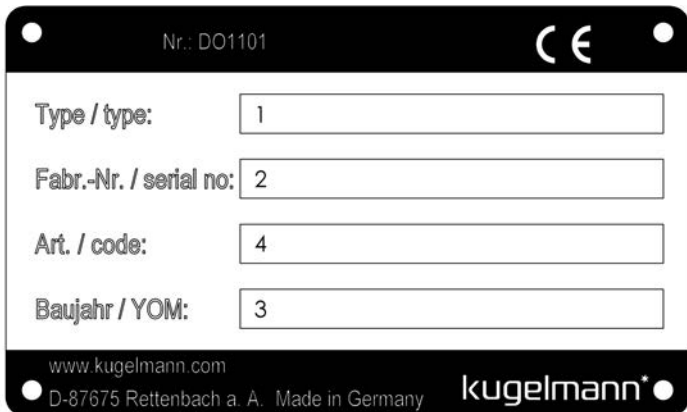 Nr.: DO1101 CE
Type / type: 1
Fabr.-Nr. / serial no: 2
Art. / code: 4
Baujahr / YOM: 3
www.kugelmann.com
D-87675 Rettenbach a. A. Made in Germany kugelmann*